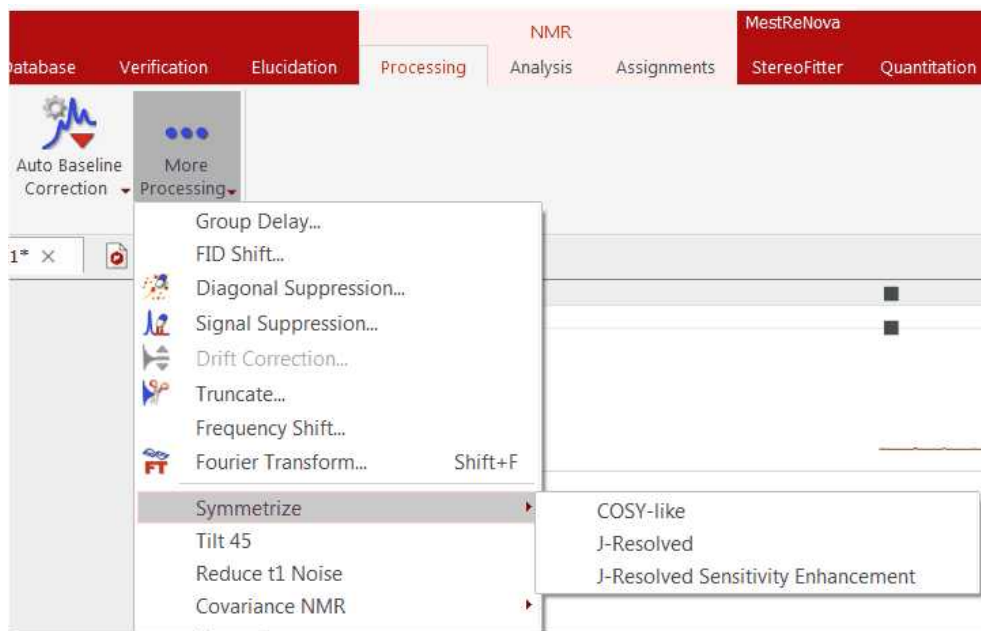 NMR
MestReNova
Database Verification Elucidation Processing Analysis Assignments StereoFitter Quantitation
Auto Baseline
Correction
More
Processing
1*
Group Delay...
FID Shift...
Diagonal Suppression...
Signal Suppression...
Drift Correction...
Truncate...
Frequency Shift...
FT Fourier Transform... Shift+F
Symmetrize
COSY-like
Tilt 45
J-Resolved
Reduce t1 Noise
J-Resolved Sensitivity Enhancement
Covariance NMR